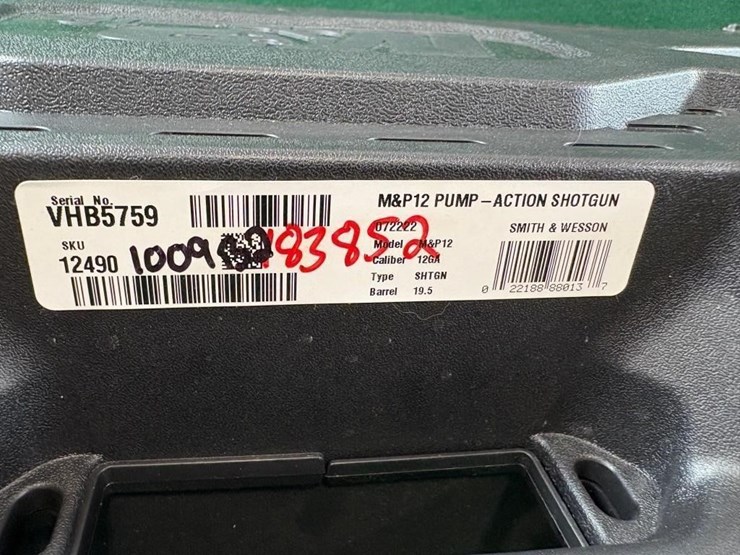 Serial No.
VHB5759
SKU
12490
183852
M&P12 PUMP-ACTION SHOTGUN
072222
SMITH & WESSON
Model M&P12
Caliber 12GA
Type SHTGN
Barrel 19.5
0 22188 88013 7